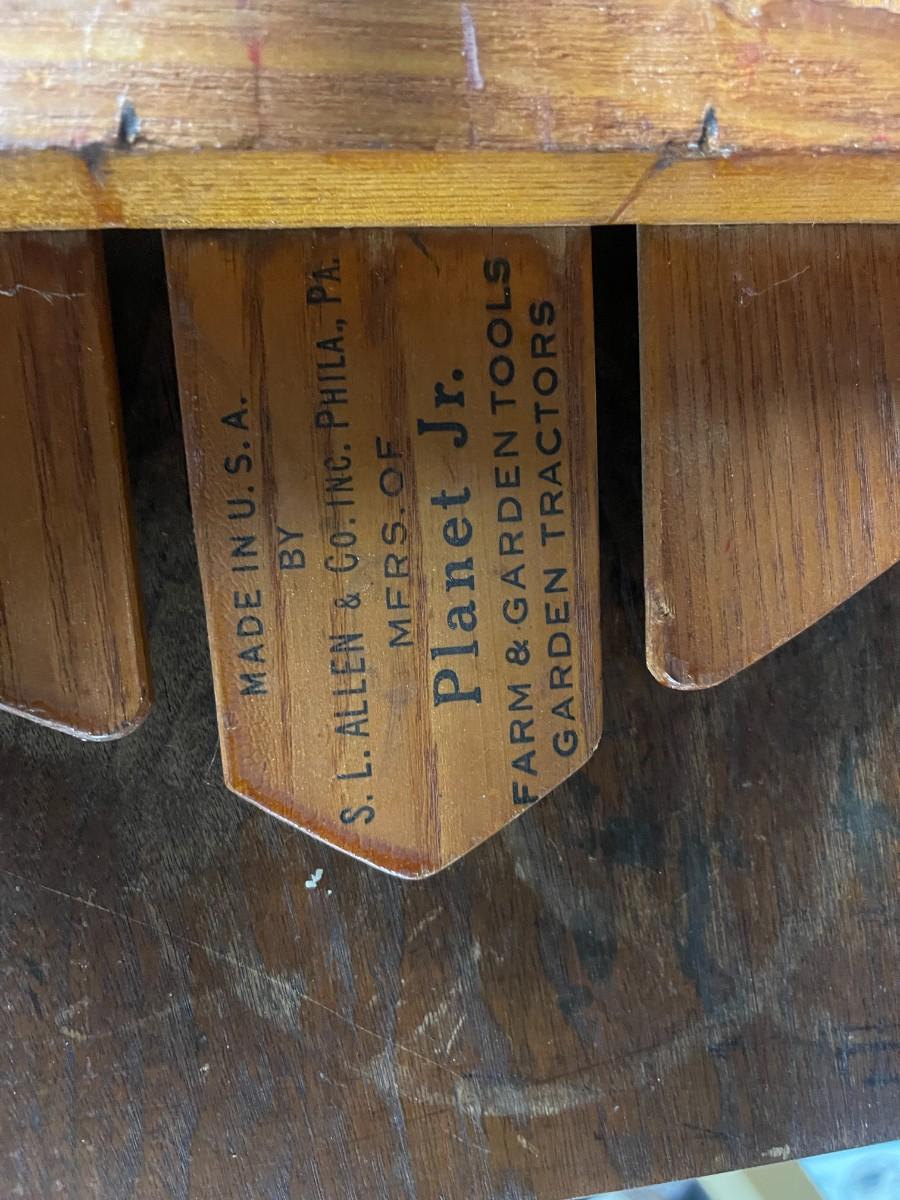 MADE IN U.S.A.
BY
S. L. ALLEN & CO. INC. PHILA., PA.
MFRS. OF
Planet Jr.
FARM & GARDEN TOOLS
GARDEN TRACTORS